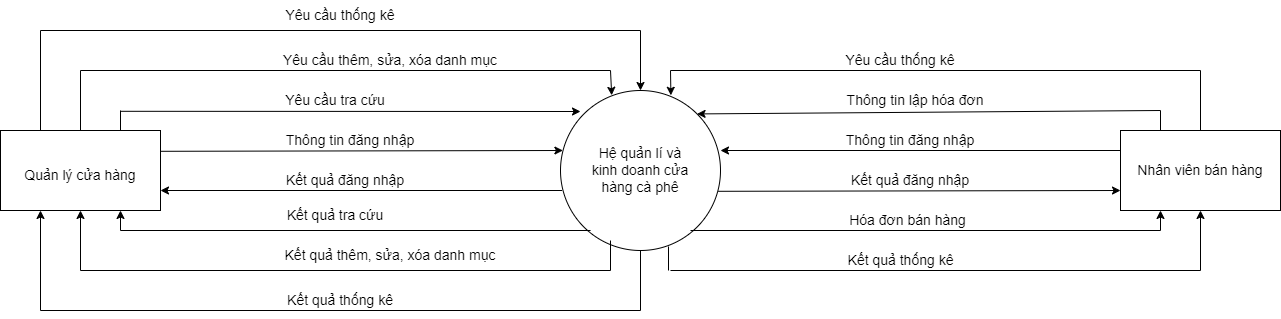 Yêu cầu thống kê
Yêu cầu thêm, sửa, xóa danh mục
Yêu cầu tra cứu
Thông tin đăng nhập
Kết quả đăng nhập
Kết quả tra cứu
Kết quả thêm, sửa, xóa danh mục
Kết quả thống kê
Quản lý cửa hàng
Hệ quản lí và
kinh doanh cửa
hàng cà phê
Yêu cầu thống kê
Thông tin lập hóa đơn
Thông tin đăng nhập
Kết quả đăng nhập
Hóa đơn bán hàng
Kết quả thống kê
Nhân viên bán hàng